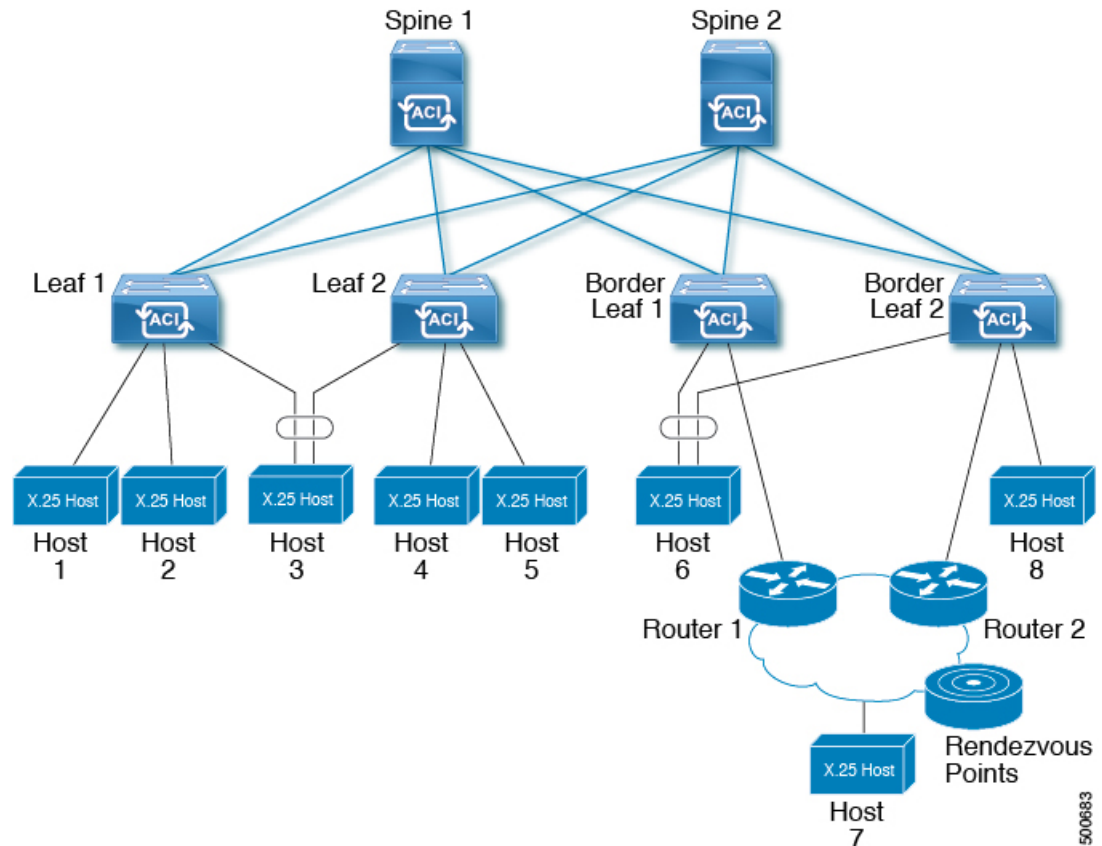 Spine 1
Spine 2
ACI
ACI
Leaf 1
Leaf 2
Border
Leaf 1
Border
Leaf 2
ACI
ACI
ACI
ACI
X.25 Host
X.25 Host
X.25 Host
X.25 Host
X.25 Host
X.25 Host
X.25 Host
Host
1
Host
2
Host
3
Host
4
Host
5
Host
6
Host
8
Router 1
Router 2
Rendezvous
Points
X.25 Host
Host
7
500683